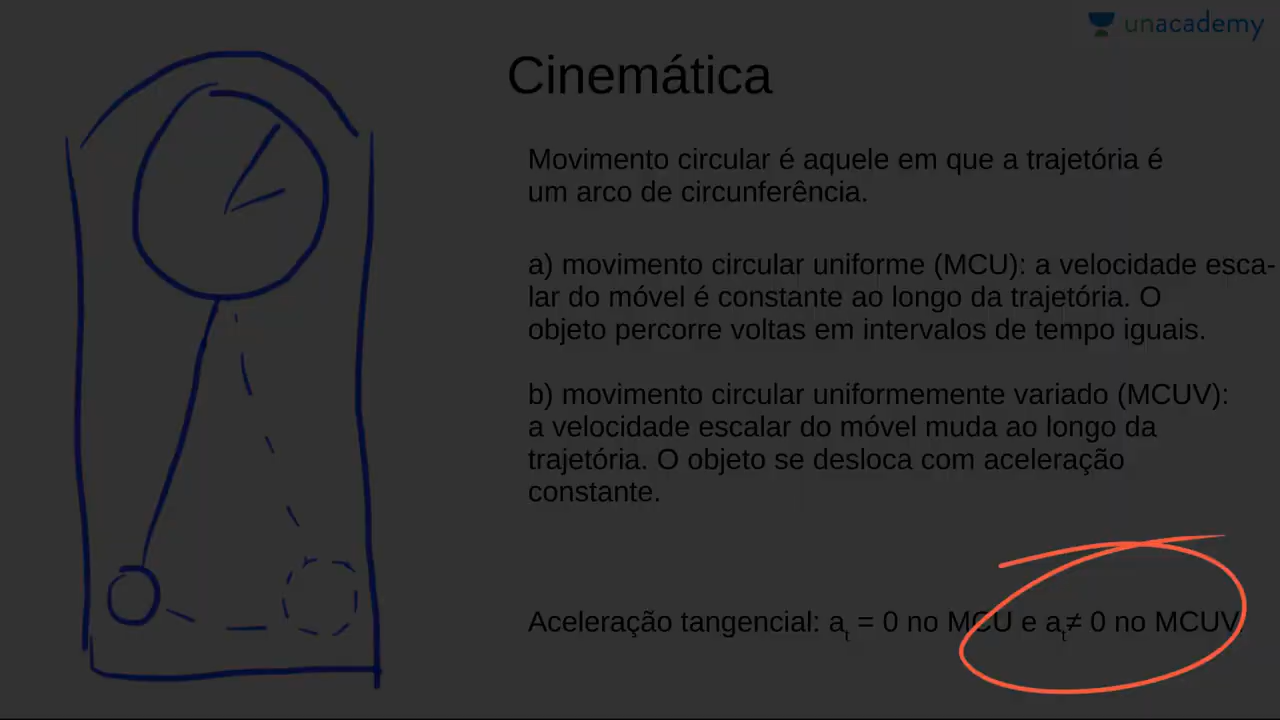 unacademy
Cinemática
Movimento circular é aquele em que a trajetória é
um arco de circunferência.
a) movimento circular uniforme (MCU): a velocidade esca-
lar do móvel é constante ao longo da trajetória. O
objeto percorre voltas em intervalos de tempo iguais.
b) movimento circular uniformemente variado (MCUV):
a velocidade escalar do móvel muda ao longo da
trajetória. O objeto se desloca com aceleração
constante.
Aceleração tangencial: at = 0 no MCU e at≠ 0 no MCUV.